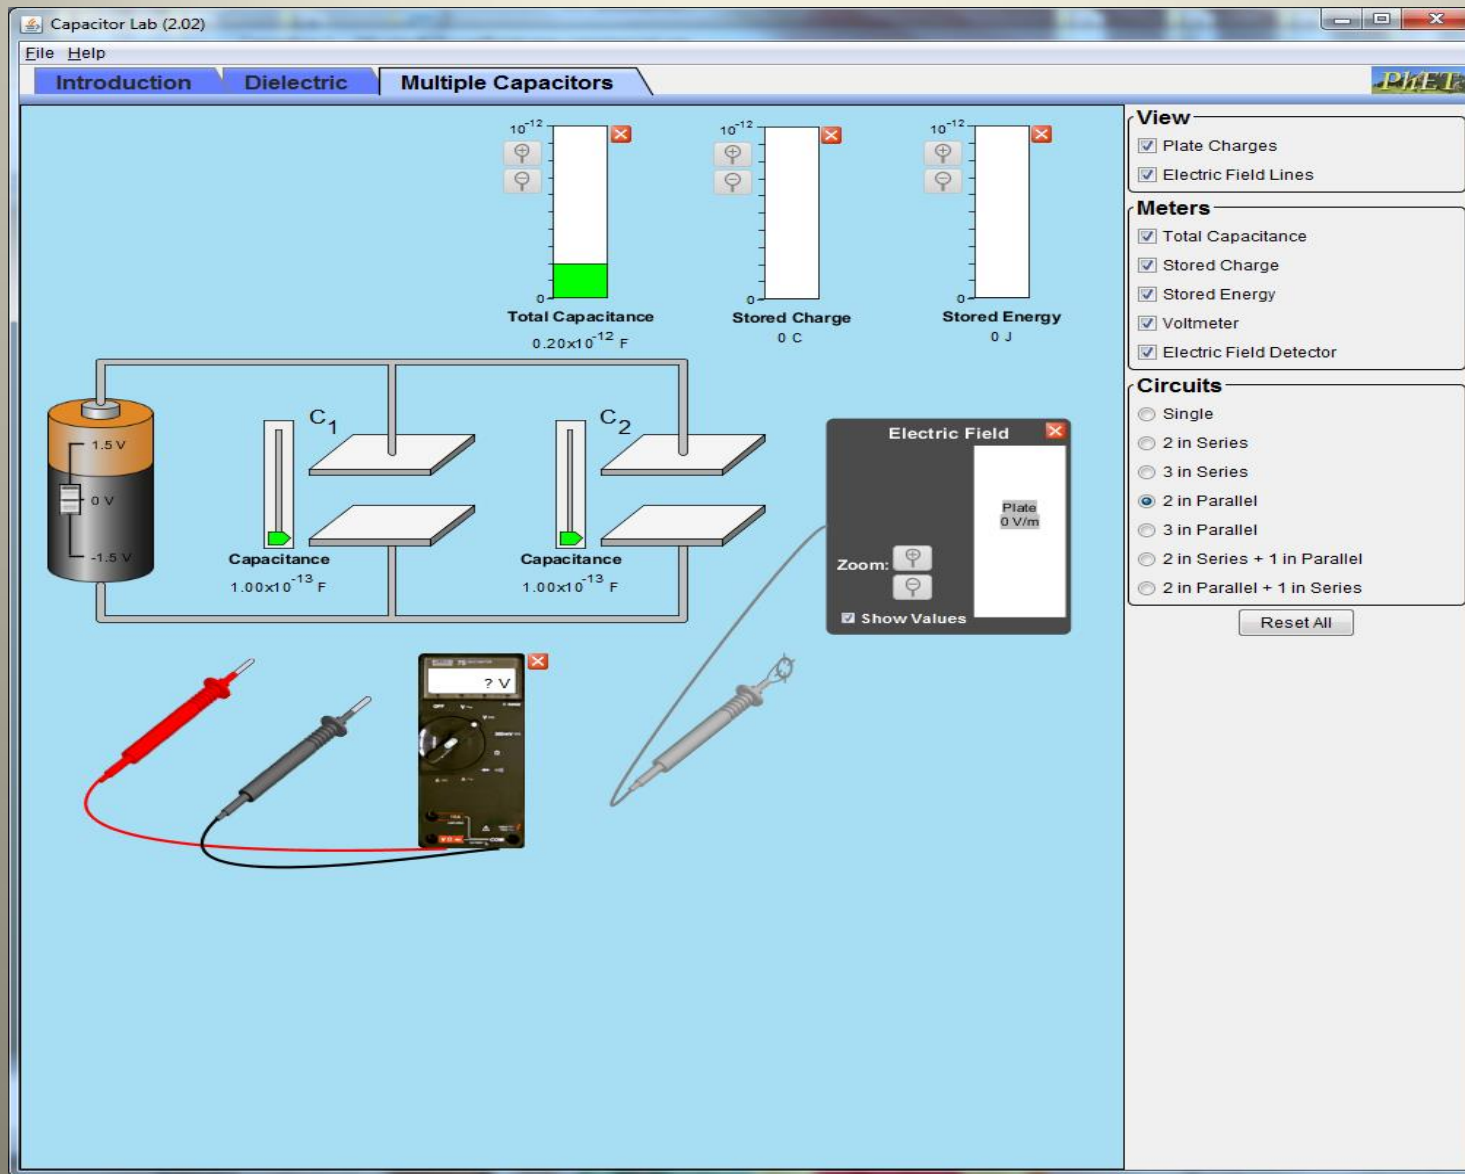 Capacitor Lab (2.02)
File Help
Introduction Dielectric Multiple Capacitors
PhET
10⁻¹²
0
Total Capacitance
0.20x10⁻¹² F
10⁻¹²
0
Stored Charge
0 C
10⁻¹²
0
Stored Energy
0 J
1.5 V
0 V
-1.5 V
C₁
Capacitance
1.00x10⁻¹³ F
C₂
Capacitance
1.00x10⁻¹³ F
Electric Field
Plate
0 V/m
Zoom:
Show Values
? V
OFF
COM
View
Plate Charges
Electric Field Lines
Meters
Total Capacitance
Stored Charge
Stored Energy
Voltmeter
Electric Field Detector
Circuits
Single
2 in Series
3 in Series
2 in Parallel
3 in Parallel
2 in Series + 1 in Parallel
2 in Parallel + 1 in Series
Reset All